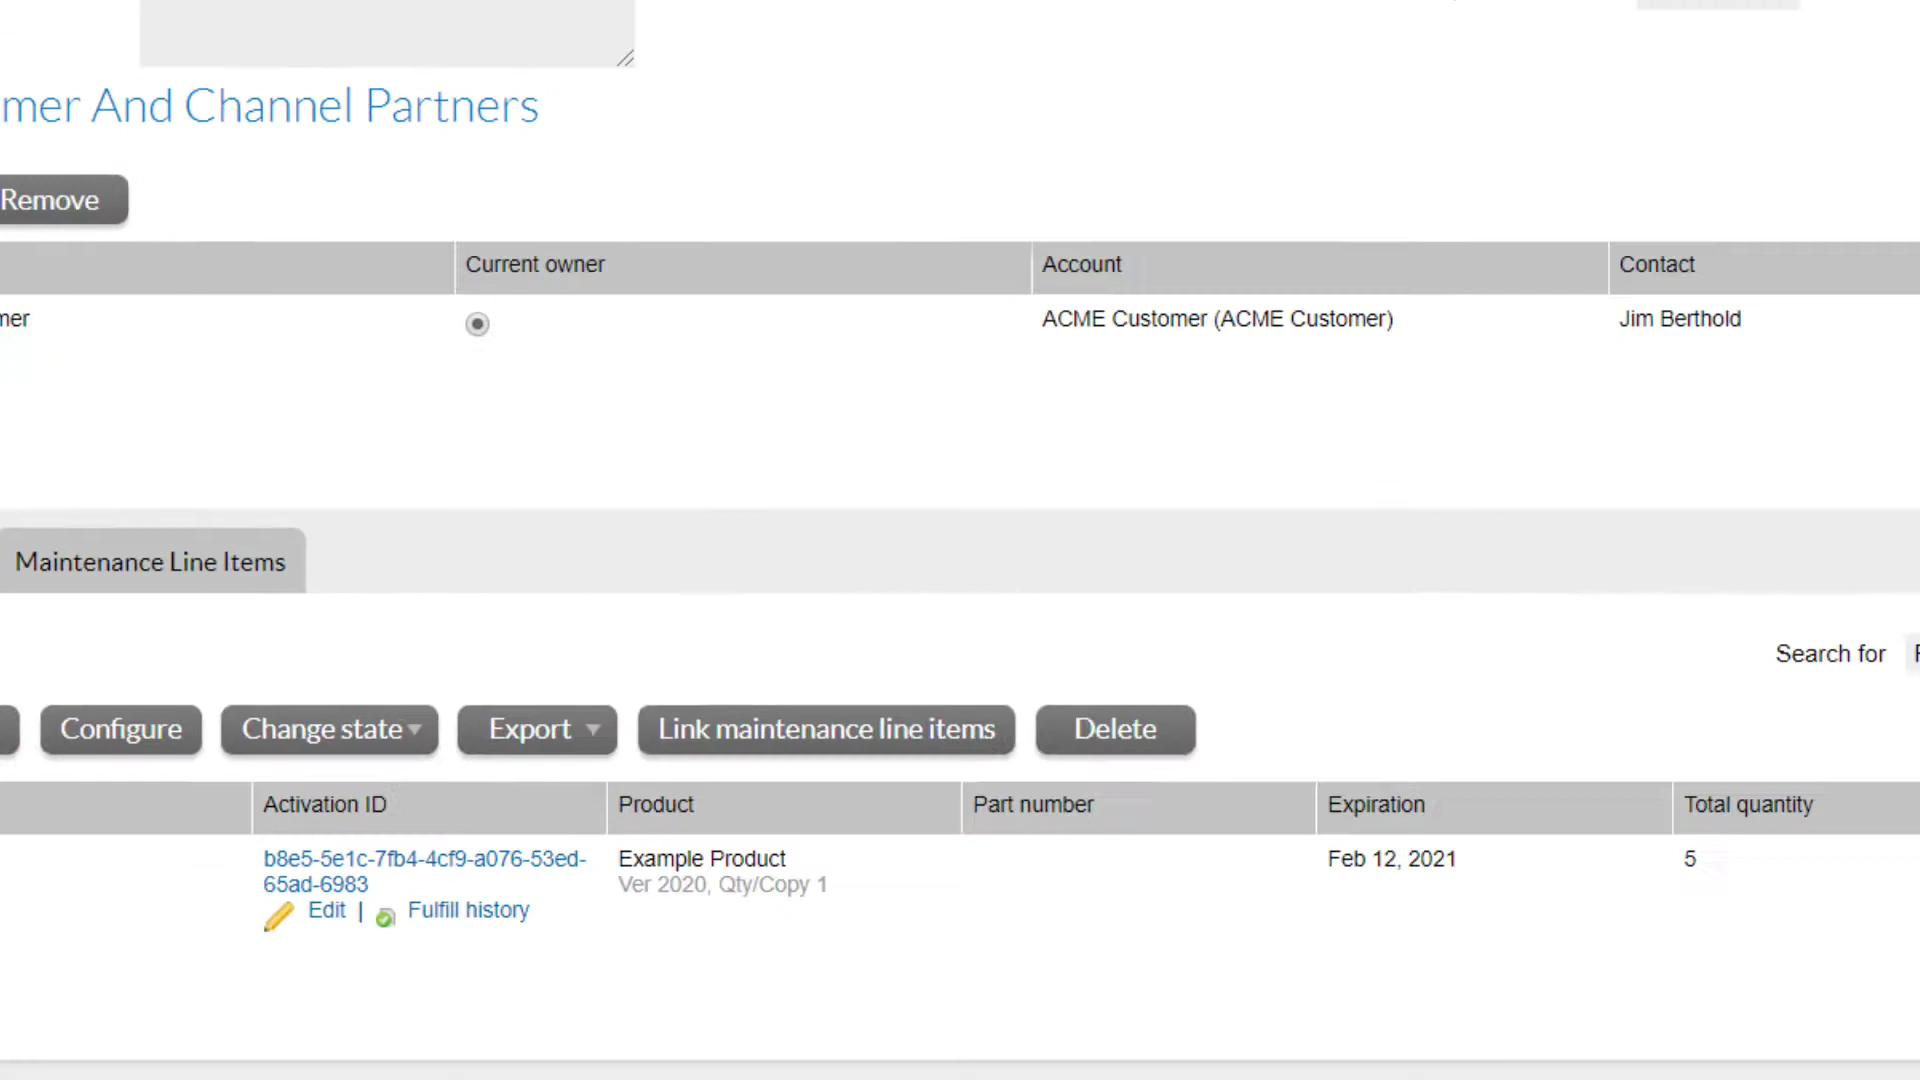 mer And Channel Partners
Remove
Current owner Account Contact
mer ACME Customer (ACME Customer) Jim Berthold
Maintenance Line Items
Search for
Configure Change state Export Link maintenance line items Delete
Activation ID Product Part number Expiration Total quantity
b8e5-5e1c-7fb4-4cf9-a076-53ed- Example Product Feb 12, 2021 5
65ad-6983 Ver 2020, Qty/Copy 1
Edit | Fulfill history